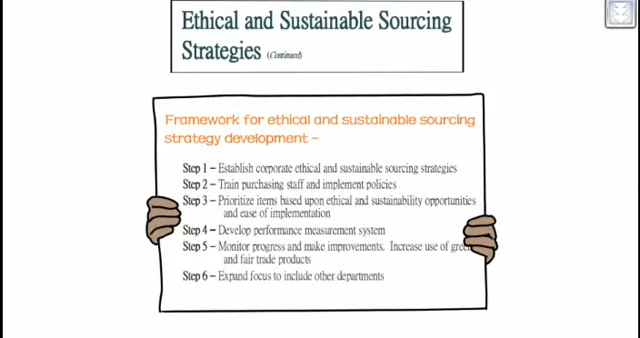 Ethical and Sustainable Sourcing
Strategies (Continued)
Framework for ethical and sustainable sourcing
strategy development –
Step 1 – Establish corporate ethical and sustainable sourcing strategies
Step 2 – Train purchasing staff and implement policies
Step 3 – Prioritize items based upon ethical and sustainability opportunities
and ease of implementation
Step 4 – Develop performance measurement system
Step 5 – Monitor progress and make improvements. Increase use of green
and fair trade products
Step 6 – Expand focus to include other departments